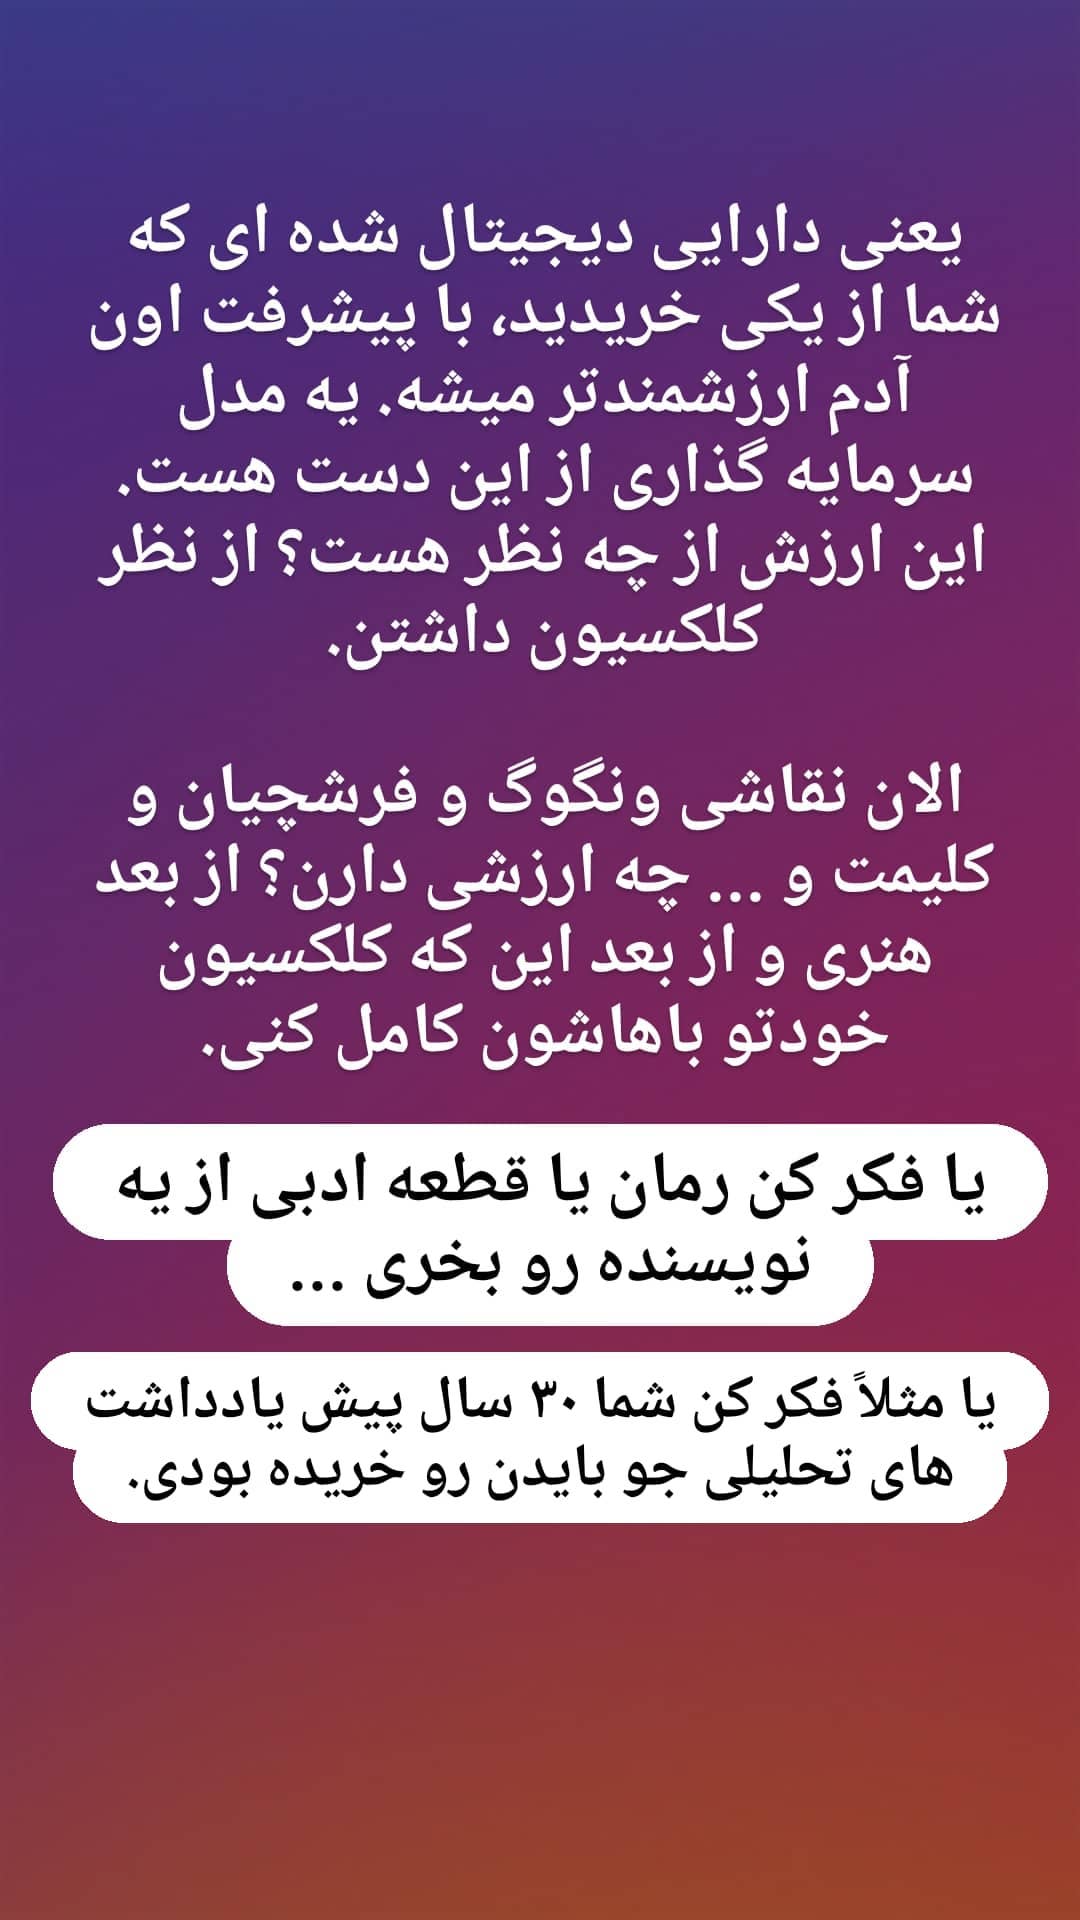 یعنی دارایی دیجیتال شده ای که
شما از یکی خریدید، با پیشرفت اون
آدم ارزشمندتر میشه. یه مدل
سرمایه گذاری از این دست هست.
این ارزش از چه نظر هست؟ از نظر
کلکسیون داشتن.
الان نقاشی ونگوگ و فرشچیان و
کلیمت و ... چه ارزشی دارن؟ از بعد
هنری و از بعد این که کلکسیون
خودتو باهاشون کامل کنی.
یا فکر کن رمان یا قطعه ادبی از یه
نویسنده رو بخری ...
یا مثلاً فکر کن شما ۳۰ سال پیش یادداشت
های تحلیلی جو بایدن رو خریده بودی.